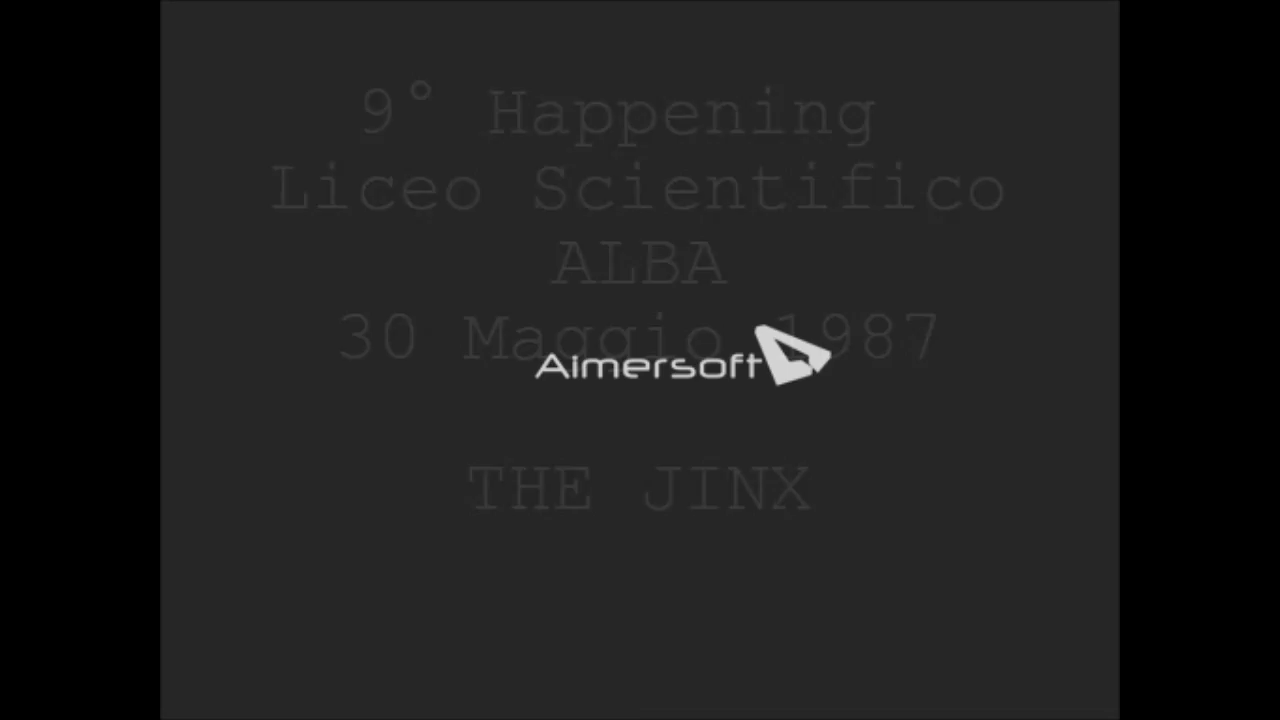 9° Happening
Liceo Scientifico
ALBA
30 Maggio 1987
Aimersoft
THE JINX